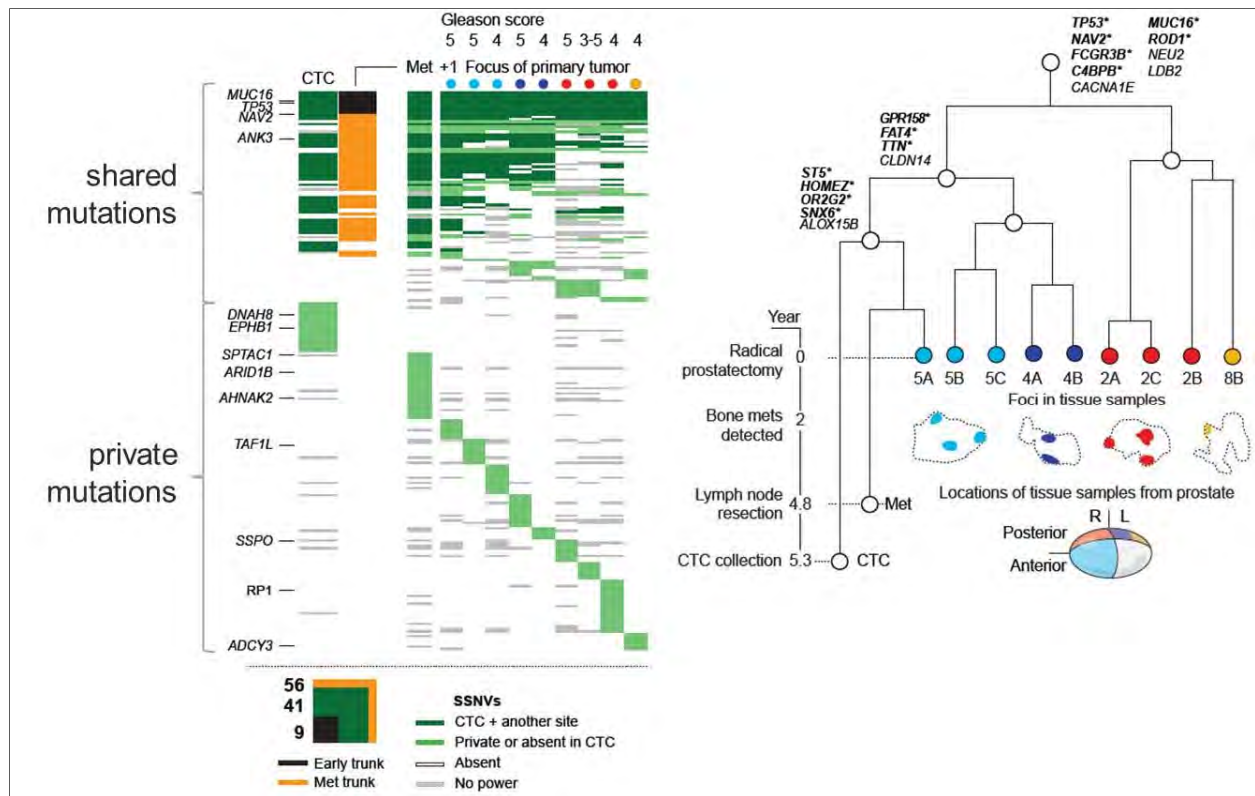 Gleason score
5 5 4 5 4 5 3-5 4 4
CTC
Met +1 Focus of primary tumor
MUC16
TP53
NAV2
ANK3
shared
mutations
DNAH8
EPHB1
SPTAC1
ARID1B
AHNAK2
TAF1L
private
mutations
SSPO
RP1
ADCY3
56
41
9
Early trunk
Met trunk
SSNVs
CTC + another site
Private or absent in CTC
Absent
No power
TP53* MUC16*
NAV2* ROD1*
FCGR3B* NEU2
C4BPB* LDB2
CACNA1E
GPR158*
FAT4*
TTN*
CLDN14
ST5*
HOMEZ*
OR2G2*
SNX6*
ALOX15B
Year
Radical
prostatectomy
0
5A 5B 5C 4A 4B 2A 2C 2B 8B
Foci in tissue samples
Bone mets
detected
2
Lymph node
resection
4.8
Met
Locations of tissue samples from prostate
R L
Posterior
Anterior
CTC collection 5.3 CTC